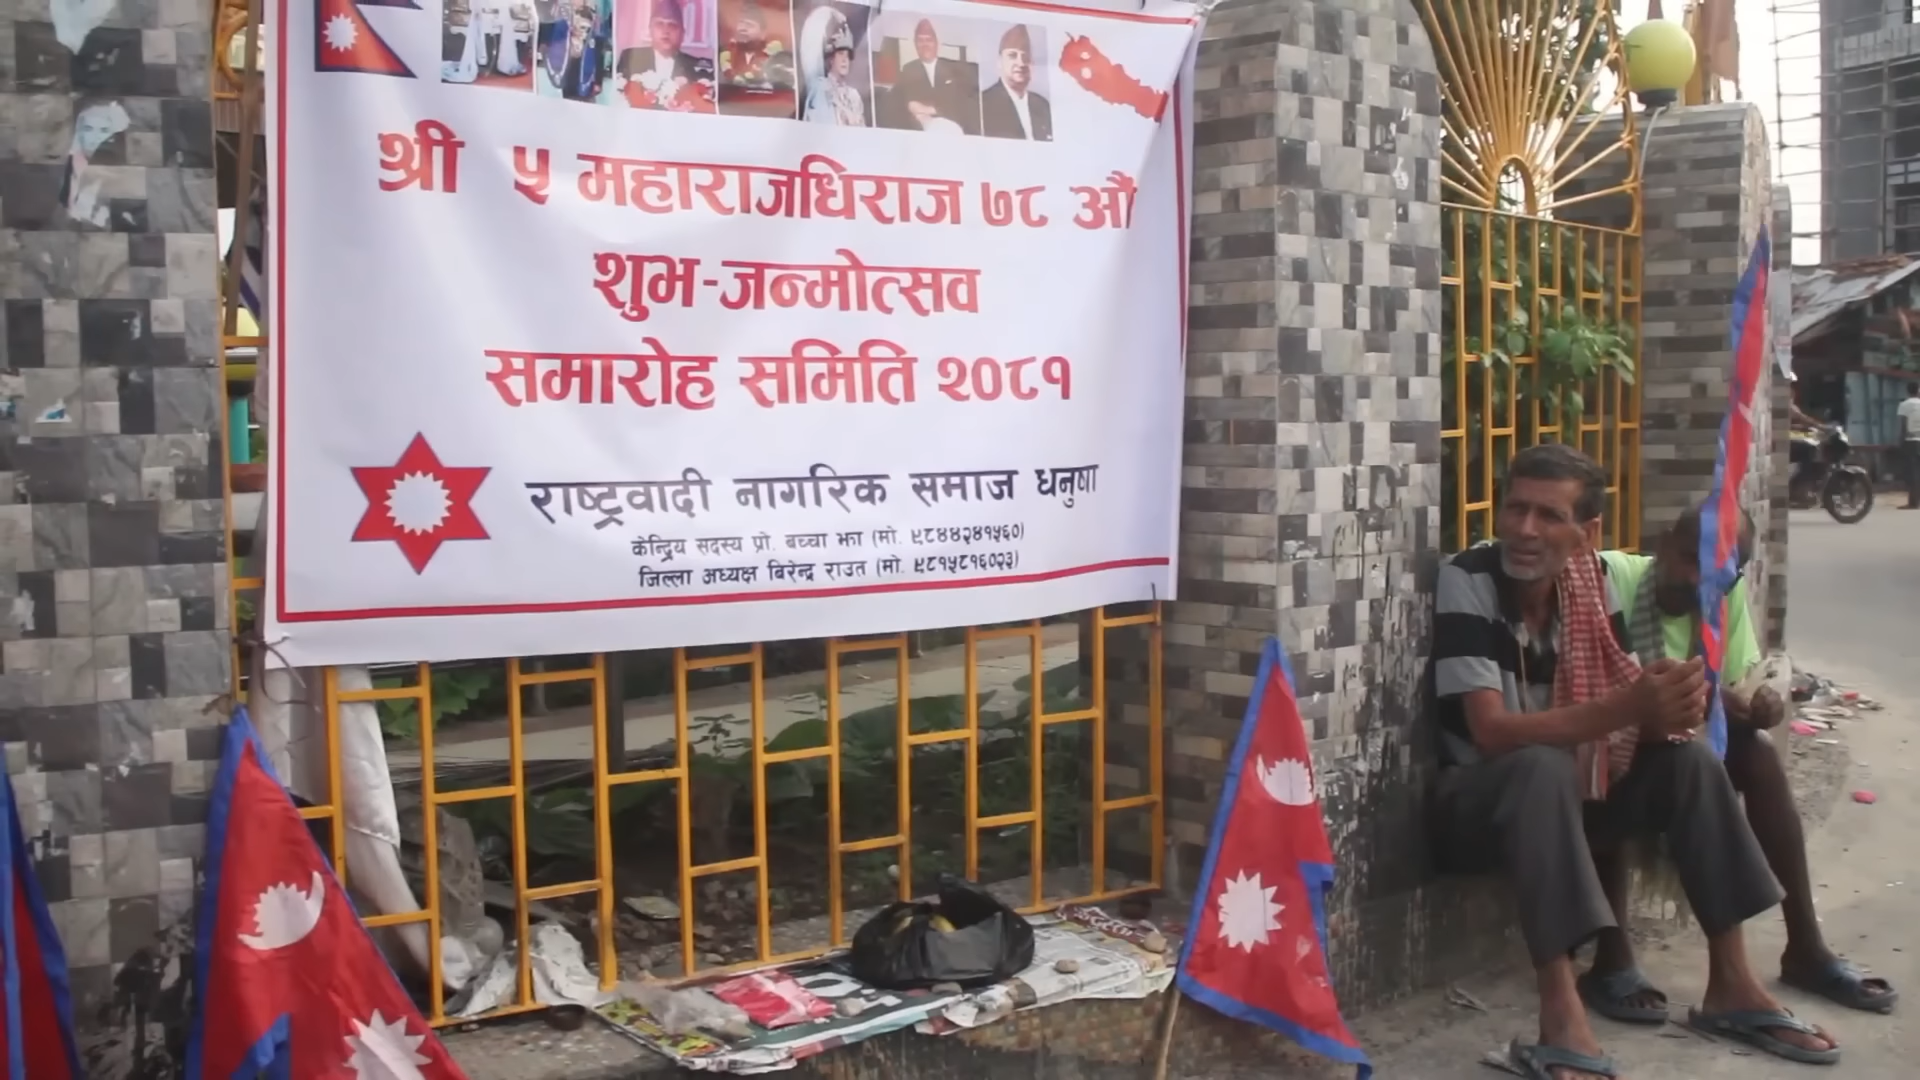 श्री ५ महाराजधिराज ७८ औं
शुभ-जन्मोत्सव
समारोह समिति २०८१
राष्ट्रवादी नागरिक समाज धनुषा
केन्द्रिय सदस्य प्रो. बच्चा झा (मो. ९८४४२४१५६०)
जिल्ला अध्यक्ष बिरेन्द्र राउत (मो. ९८१५८१६०२३)